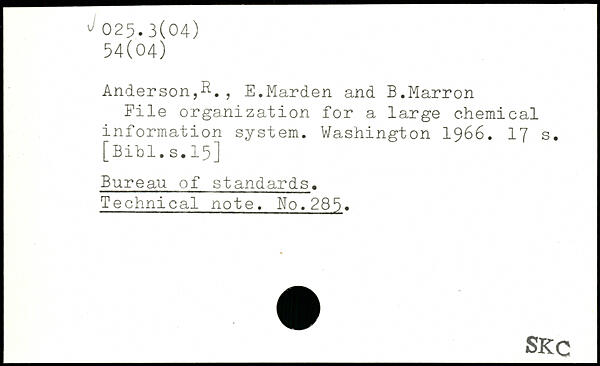 025.3(04)
54(04)
Anderson,R., E.Marden and B.Marron
File organization for a large chemical
information system. Washington 1966. 17 s.
[Bibl.s.15]
Bureau of standards.
Technical note. No.285.
SKC